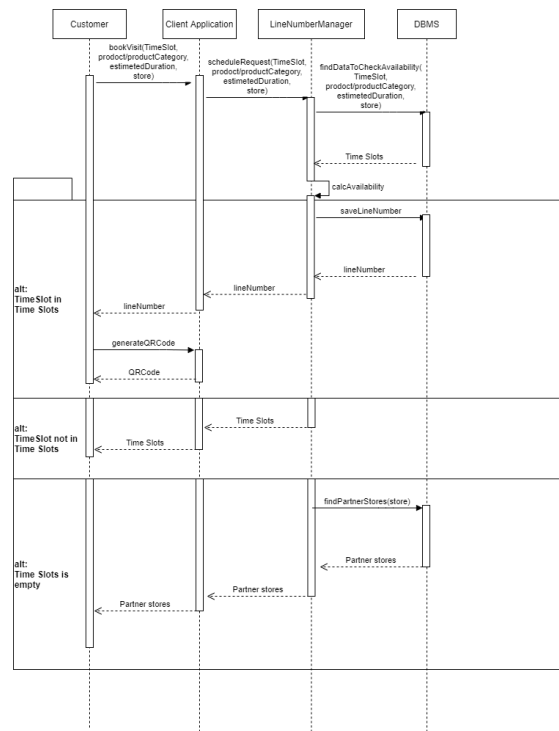 Customer
Client Application
LineNumberManager
DBMS
bookVisit(TimeSlot,
prodoct/productCategory,
estimetedDuration,
store)
scheduleRequest(TimeSlot,
prodoct/productCategory,
estimetedDuration,
store)
findDataToCheckAvailability(
TimeSlot,
prodoct/productCategory,
estimetedDuration,
store)
Time Slots
calcAvailability
saveLineNumber
alt:
TimeSlot in
Time Slots
lineNumber
lineNumber
lineNumber
generateQRCode
QRCode
alt:
TimeSlot not in
Time Slots
Time Slots
Time Slots
findPartnerStores(store)
alt:
Time Slots is
empty
Partner stores
Partner stores
Partner stores